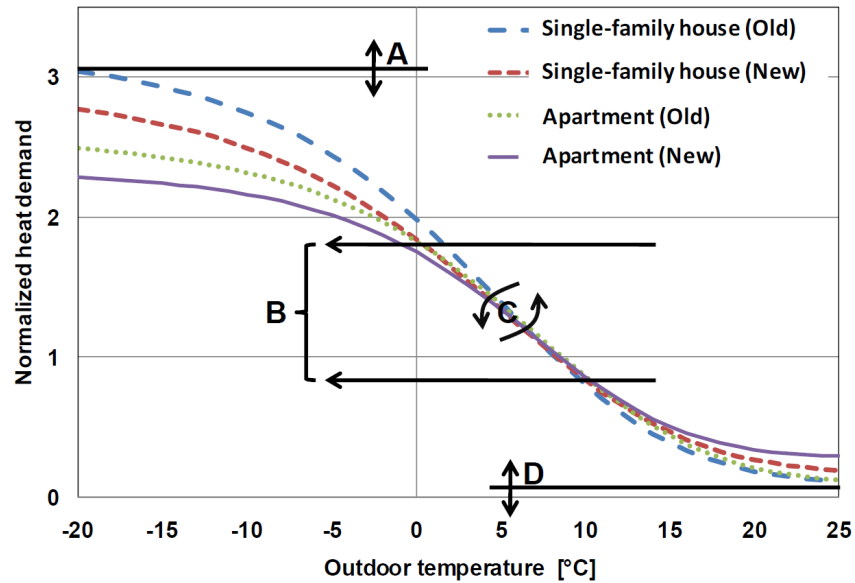 Single-family house (Old)
A
3
Single-family house (New)
Apartment (Old)
Apartment (New)
2
B
C
1
D
0
-20 -15 -10 -5 0 5 10 15 20 25
Outdoor temperature [°C]
Normalized heat demand